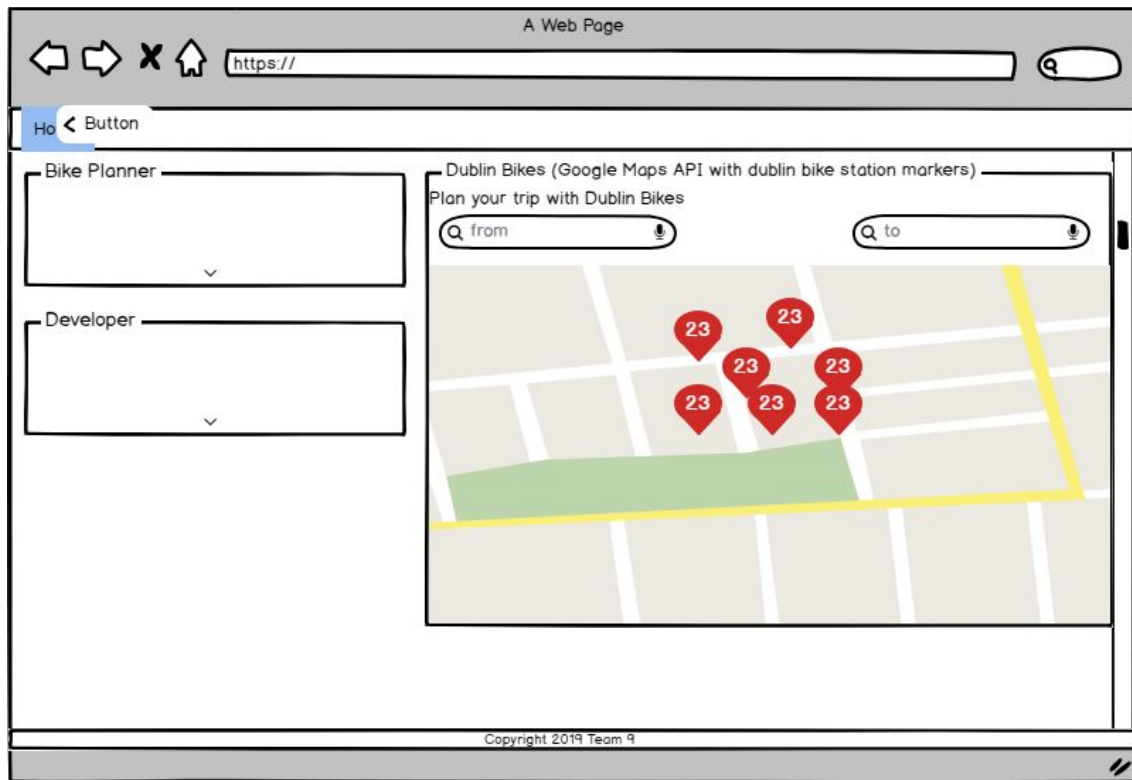 A Web Page
https://
Ho
Button
Bike Planner
Dublin Bikes (Google Maps API with dublin bike station markers)
Plan your trip with Dublin Bikes
from
to
Developer
23
23
23
23
23
23
23
Copyright 2019 Team 9